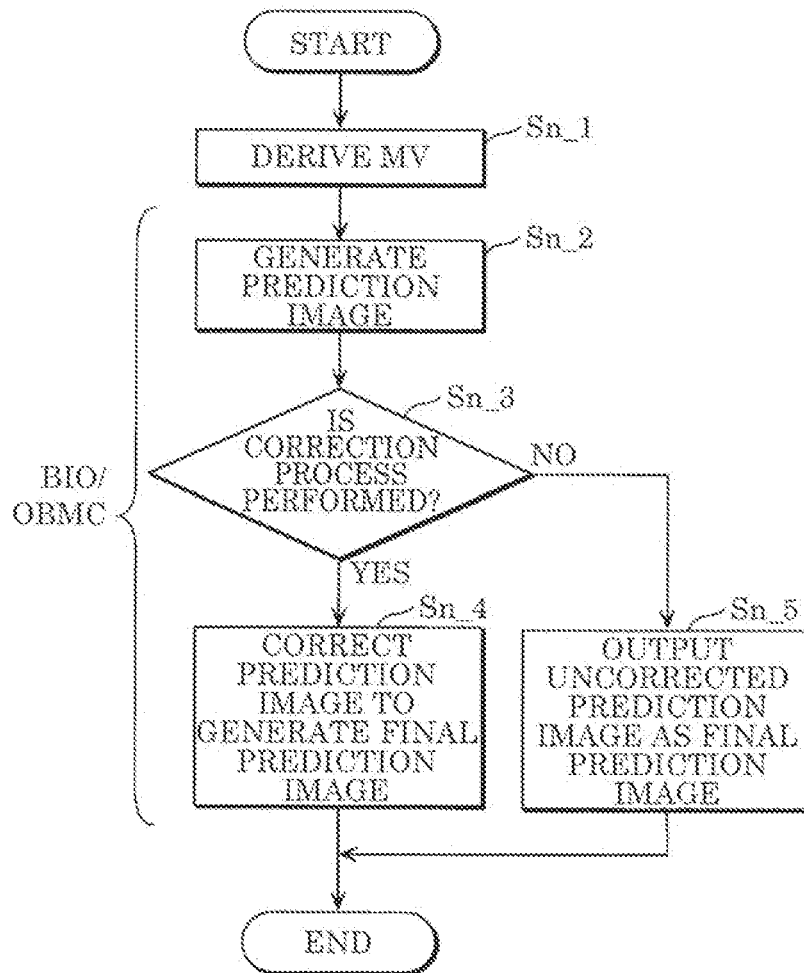 START
Sn_1
DERIVE MV
Sn_2
GENERATE
PREDICTION
IMAGE
Sn_3
IS
CORRECTION
PROCESS
PERFORMED?
NO
BIO/
OBMC
YES
Sn_4
CORRECT
PREDICTION
IMAGE TO
GENERATE FINAL
PREDICTION
IMAGE
Sn_5
OUTPUT
UNCORRECTED
PREDICTION
IMAGE AS FINAL
PREDICTION
IMAGE
END